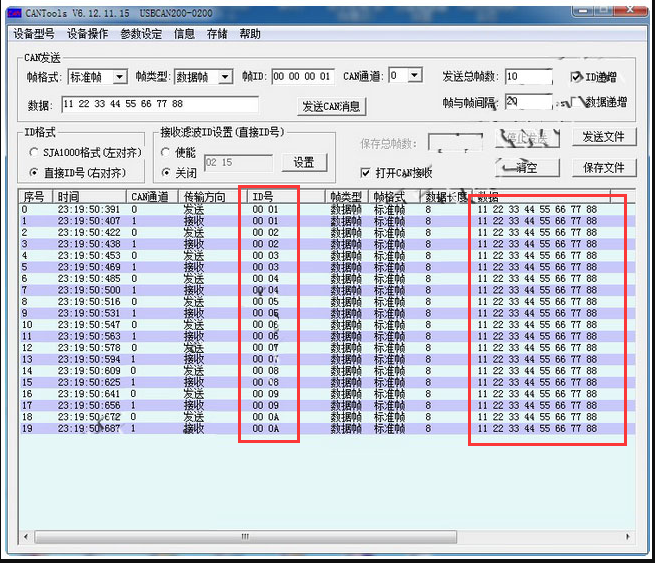 CANTools V6.12.11.15 USBCAN200-0200
设备型号 设备操作 参数设定 信息 存储 帮助
CAN发送
帧格式: 标准帧 帧类型: 数据帧 帧ID: 00 00 00 01 CAN通道: 0 发送总帧数: 10 ID递增
数据: 11 22 33 44 55 66 77 88 发送CAN消息 帧与帧间隔: 20 数据递增
ID格式 接收滤波ID设置(直接ID号) 保存总帧数: 发送文件
SJA1000格式(左对齐) 使能 02 15 设置
直接ID号(右对齐) 关闭 打开CAN接收 清空 保存文件
序号 时间 CAN通道 传输方向 ID号 帧类型 帧格式 数据长度 数据
0 23:19:50:391 0 发送 00 01 数据帧 标准帧 8 11 22 33 44 55 66 77 88
1 23:19:50:407 1 接收 00 01 数据帧 标准帧 8 11 22 33 44 55 66 77 88
2 23:19:50:422 0 发送 00 02 数据帧 标准帧 8 11 22 33 44 55 66 77 88
3 23:19:50:438 1 接收 00 02 数据帧 标准帧 8 11 22 33 44 55 66 77 88
4 23:19:50:453 0 发送 00 03 数据帧 标准帧 8 11 22 33 44 55 66 77 88
5 23:19:50:469 1 接收 00 03 数据帧 标准帧 8 11 22 33 44 55 66 77 88
6 23:19:50:485 0 发送 00 04 数据帧 标准帧 8 11 22 33 44 55 66 77 88
7 23:19:50:500 1 接收 00 04 数据帧 标准帧 8 11 22 33 44 55 66 77 88
8 23:19:50:516 0 发送 00 05 数据帧 标准帧 8 11 22 33 44 55 66 77 88
9 23:19:50:531 1 接收 00 05 数据帧 标准帧 8 11 22 33 44 55 66 77 88
10 23:19:50:547 0 发送 00 06 数据帧 标准帧 8 11 22 33 44 55 66 77 88
11 23:19:50:563 1 接收 00 06 数据帧 标准帧 8 11 22 33 44 55 66 77 88
12 23:19:50:578 0 发送 00 07 数据帧 标准帧 8 11 22 33 44 55 66 77 88
13 23:19:50:594 1 接收 00 07 数据帧 标准帧 8 11 22 33 44 55 66 77 88
14 23:19:50:609 0 发送 00 08 数据帧 标准帧 8 11 22 33 44 55 66 77 88
15 23:19:50:625 1 接收 00 08 数据帧 标准帧 8 11 22 33 44 55 66 77 88
16 23:19:50:641 0 发送 00 09 数据帧 标准帧 8 11 22 33 44 55 66 77 88
17 23:19:50:656 1 接收 00 09 数据帧 标准帧 8 11 22 33 44 55 66 77 88
18 23:19:50:672 0 发送 00 0A 数据帧 标准帧 8 11 22 33 44 55 66 77 88
19 23:19:50:687 1 接收 00 0A 数据帧 标准帧 8 11 22 33 44 55 66 77 88